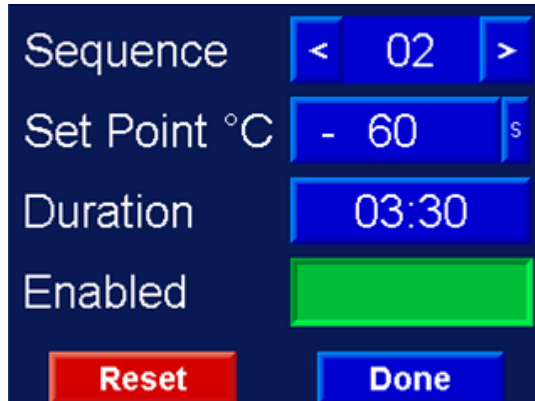 Sequence < 02 >
Set Point °C - 60 s
Duration 03:30
Enabled
Reset Done